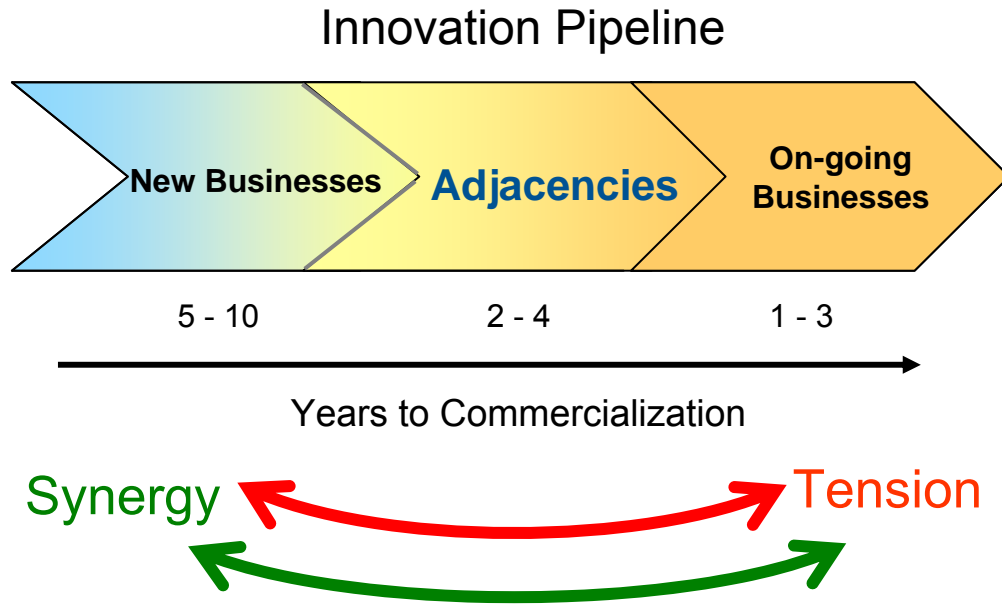 Innovation Pipeline
New Businesses
Adjacencies
On-going
Businesses
5 - 10
2 - 4
1 - 3
Years to Commercialization
Synergy
Tension